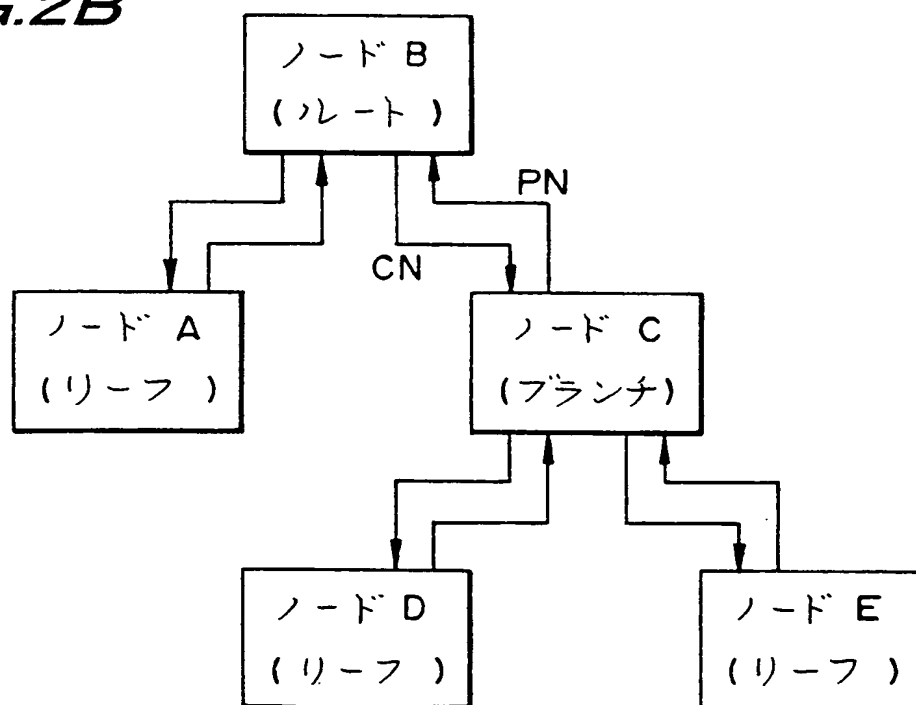 G.2B
ノード B
(ルート)
PN
CN
ノード A
(リーフ)
ノード C
(ブランチ)
ノード D
(リーフ)
ノード E
(リーフ)